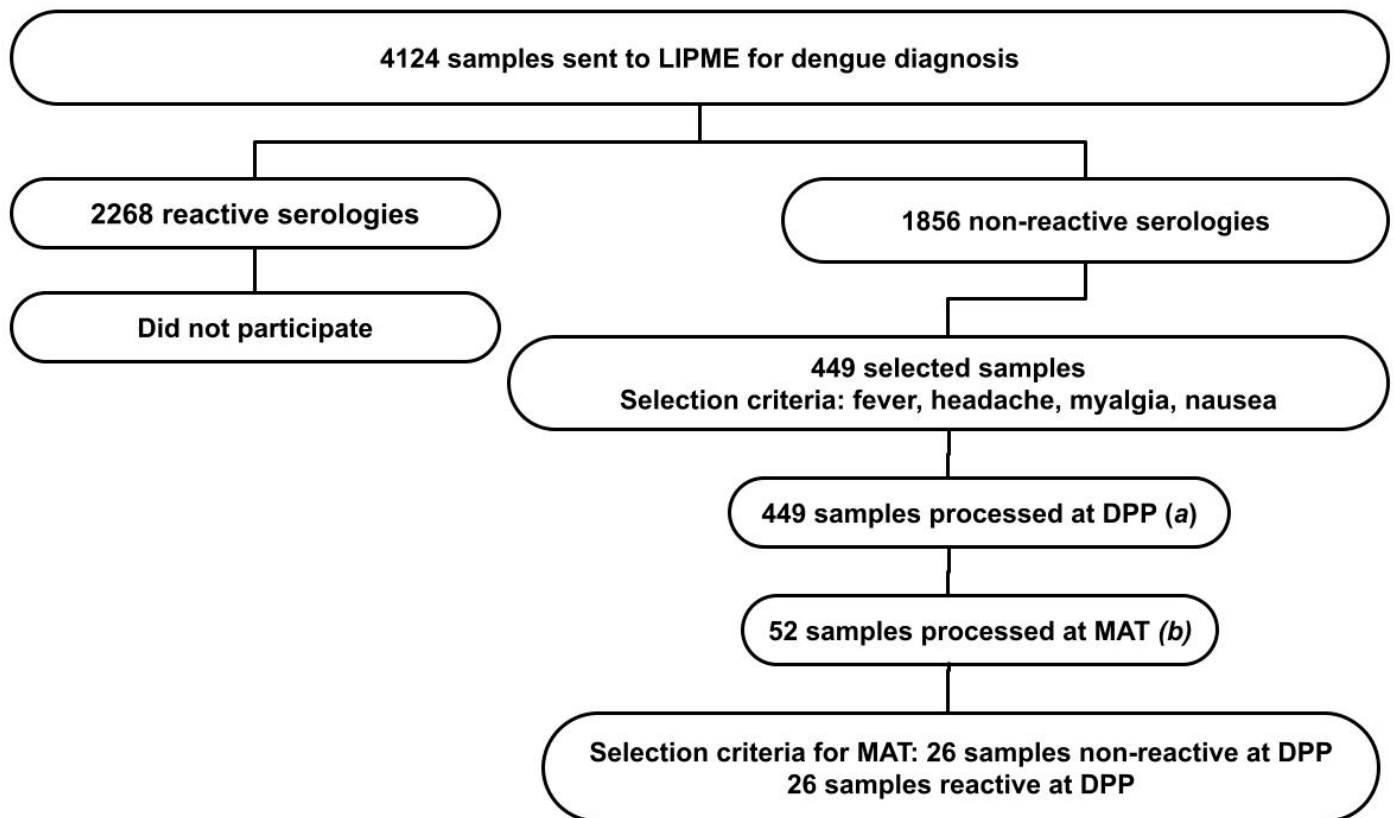 4124 samples sent to LIPME for dengue diagnosis
2268 reactive serologies
1856 non-reactive serologies
Did not participate
449 selected samples
Selection criteria: fever, headache, myalgia, nausea
449 samples processed at DPP (a)
52 samples processed at MAT (b)
Selection criteria for MAT: 26 samples non-reactive at DPP
26 samples reactive at DPP